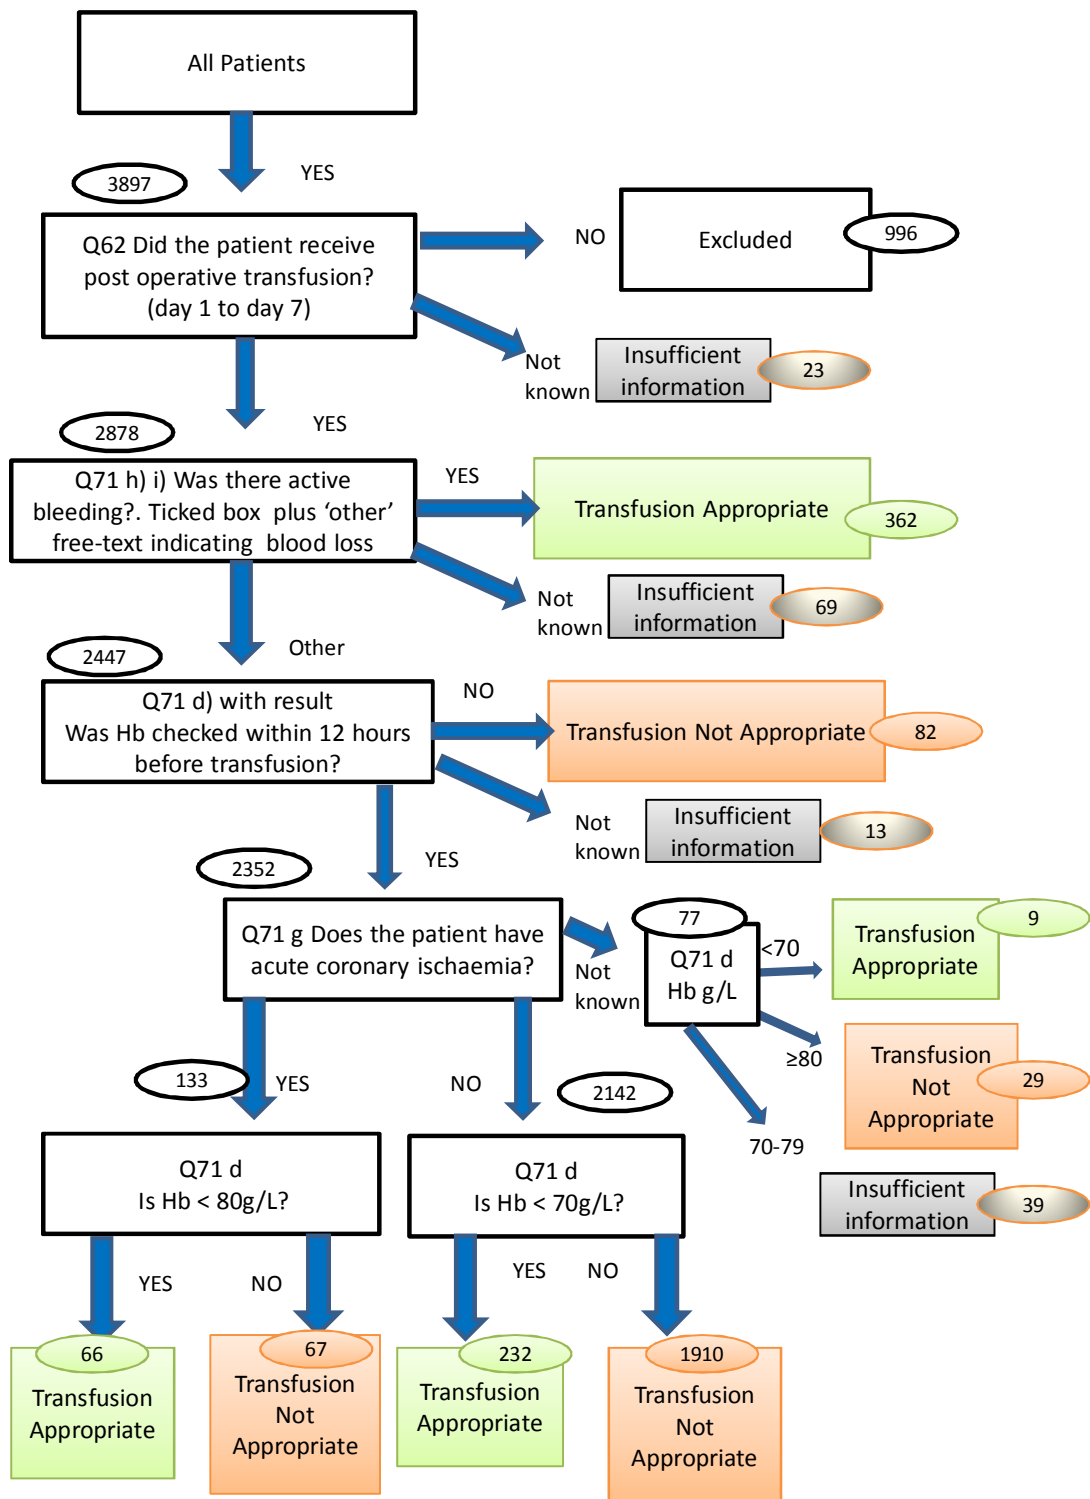 All Patients
YES
3897
Q62 Did the patient receive
post operative transfusion?
(day 1 to day 7)
NO
Excluded
996
Not
known
Insufficient
information
23
YES
2878
Q71 h) i) Was there active
bleeding?. Ticked box plus ‘other’
free-text indicating blood loss
YES
Transfusion Appropriate
362
Not
known
Insufficient
information
69
Other
2447
Q71 d) with result
Was Hb checked within 12 hours
before transfusion?
NO
Transfusion Not Appropriate
82
Not
known
Insufficient
information
13
YES
2352
Q71 g Does the patient have
acute coronary ischaemia?
Not
known
77
Q71 d
Hb g/L
<70
Transfusion
Appropriate
9
≥80
Transfusion
Not
Appropriate
29
70-79
Insufficient
information
39
133
YES
NO
2142
Q71 d
Is Hb < 80g/L?
Q71 d
Is Hb < 70g/L?
YES
NO
YES
NO
66
Transfusion
Appropriate
67
Transfusion
Not
Appropriate
232
Transfusion
Appropriate
1910
Transfusion
Not
Appropriate